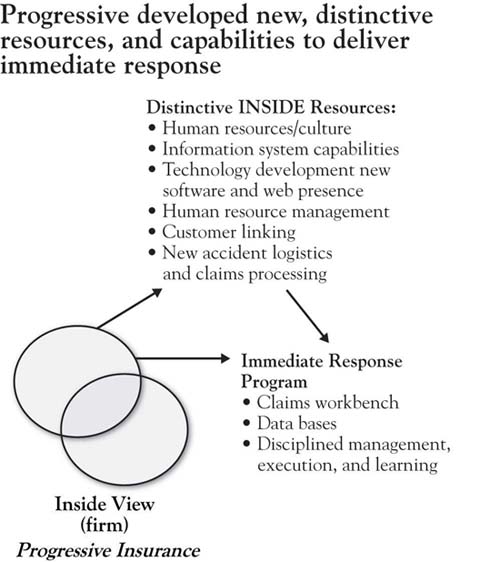 Progressive developed new, distinctive
resources, and capabilities to deliver
immediate response
Distinctive INSIDE Resources:
• Human resources/culture
• Information system capabilities
• Technology development new
software and web presence
• Human resource management
• Customer linking
• New accident logistics
and claims processing
Immediate Response
Program
• Claims workbench
• Data bases
• Disciplined management,
execution, and learning
Inside View
(firm)
Progressive Insurance